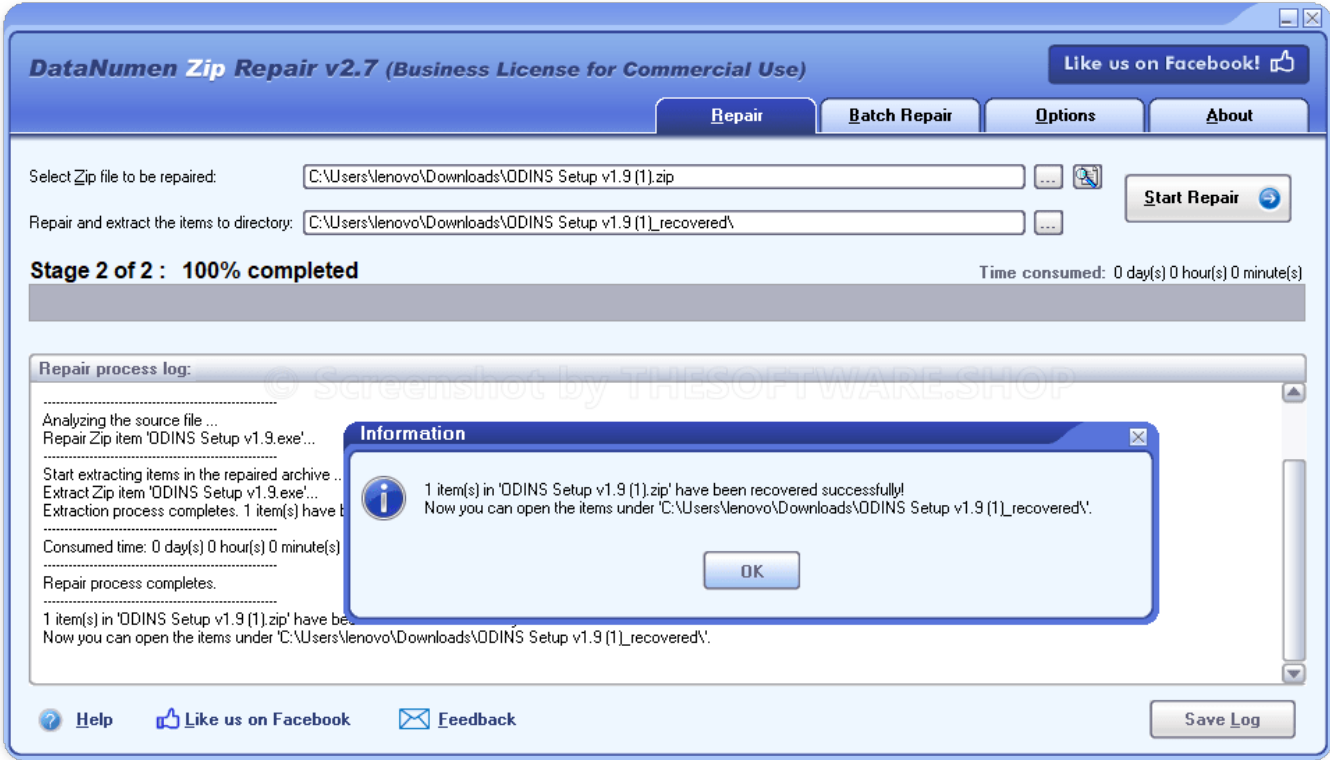 DataNumen Zip Repair v2.7 (Business License for Commercial Use)
Like us on Facebook!
Repair
Batch Repair
Options
About
Select Zip file to be repaired:
C:\Users\lenovo\Downloads\ODINS Setup v1.9 (1).zip
...
Start Repair
Repair and extract the items to directory:
C:\Users\lenovo\Downloads\ODINS Setup v1.9 (1)_recovered\
...
Stage 2 of 2 : 100% completed
Time consumed: 0 day(s) 0 hour(s) 0 minute(s)
Repair process log:
© Screenshot by THESOFTWARE.SHOP
Analyzing the source file ...
Repair Zip item 'ODINS Setup v1.9.exe'...
Start extracting items in the repaired archive ..
Extract Zip item 'ODINS Setup v1.9.exe'...
Extraction process completes. 1 item(s) have
Consumed time: 0 day(s) 0 hour(s) 0 minute(s)
Repair process completes.
1 item(s) in 'ODINS Setup v1.9 (1).zip' have
Now you can open the items under 'C:\Users\lenovo\Downloads\ODINS Setup v1.9 (1)_recovered\'.
Information
1 item(s) in 'ODINS Setup v1.9 (1).zip' have been recovered successfully!
Now you can open the items under 'C:\Users\lenovo\Downloads\ODINS Setup v1.9 (1)_recovered\'.
OK
Help
Like us on Facebook
Feedback
Save Log